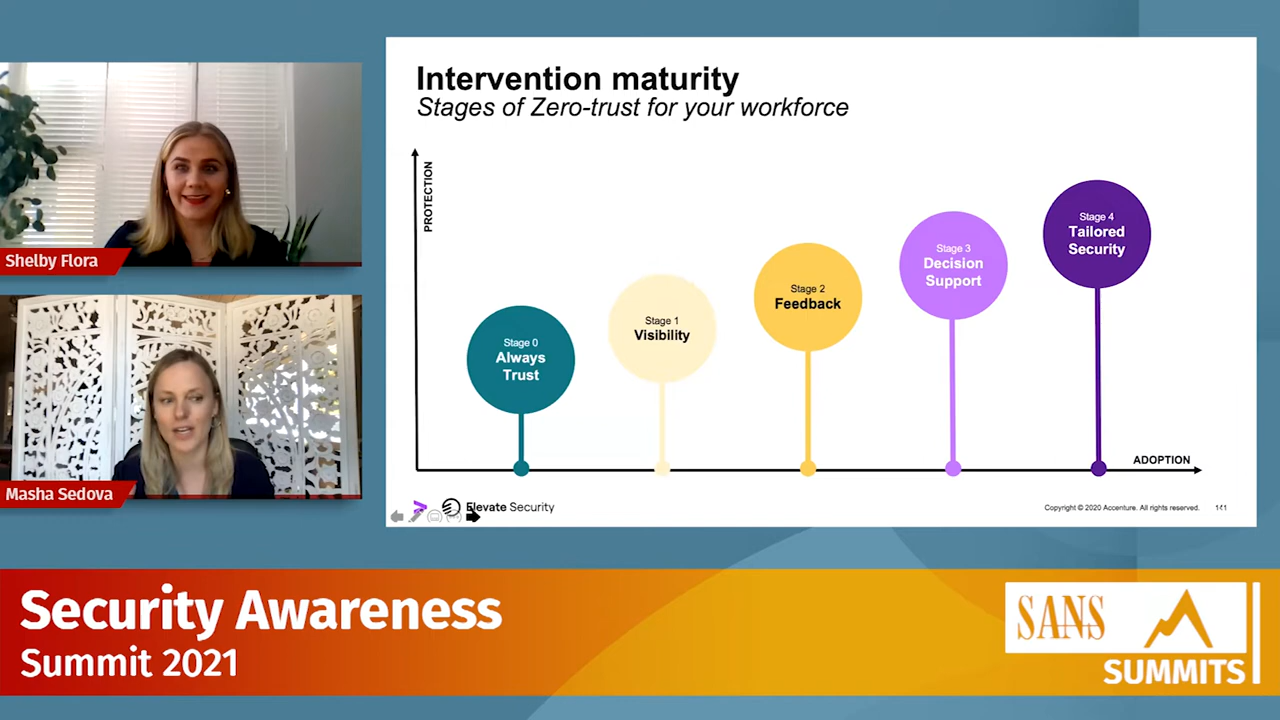 Shelby Flora
Masha Sedova
Intervention maturity
Stages of Zero-trust for your workforce
PROTECTION
Stage 0
Always
Trust
Stage 1
Visibility
Stage 2
Feedback
Stage 3
Decision
Support
Stage 4
Tailored
Security
ADOPTION
Elevate Security
Copyright © 2020 Accenture. All rights reserved.
141
Security Awareness
Summit 2021
SANS
SUMMITS